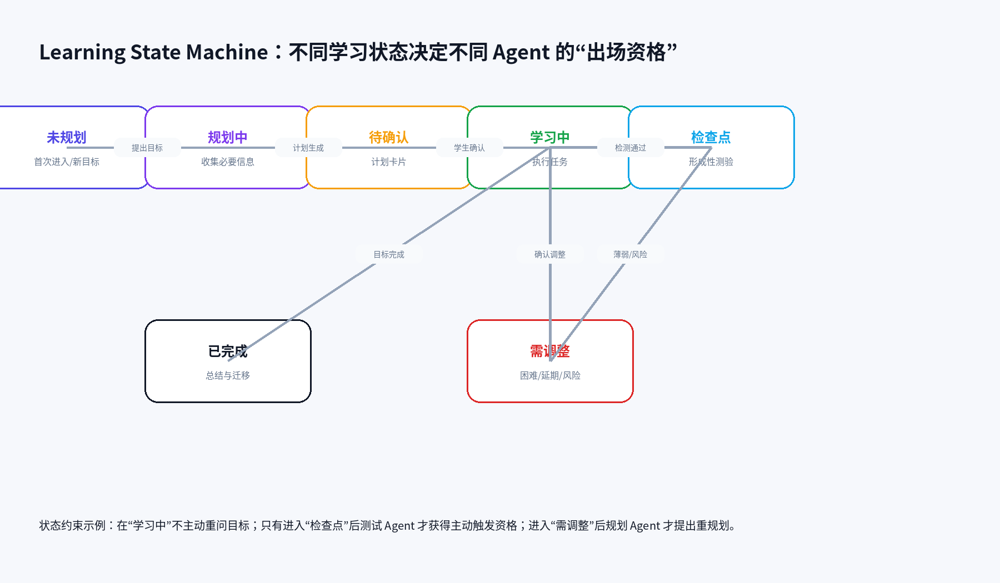 Learning State Machine：不同学习状态决定不同 Agent 的“出场资格”
未规划
首次进入/新目标
提出目标
规划中
收集必要信息
计划生成
待确认
计划卡片
学生确认
学习中
执行任务
检测通过
检查点
形成性测验
目标完成
确认调整
薄弱/风险
已完成
总结与迁移
需调整
困难/延期/风险
状态约束示例：在“学习中”不主动重问目标；只有进入“检查点”后测试 Agent 才获得主动触发资格；进入“需调整”后规划 Agent 才提出重规划。